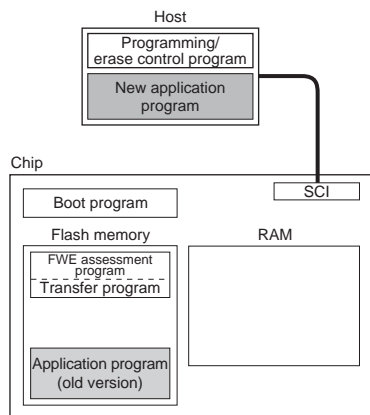 Host
Programming/
erase control program
New application
program
Chip
SCI
Boot program
Flash memory
RAM
FWE assessment
program
Transfer program
Application program
(old version)